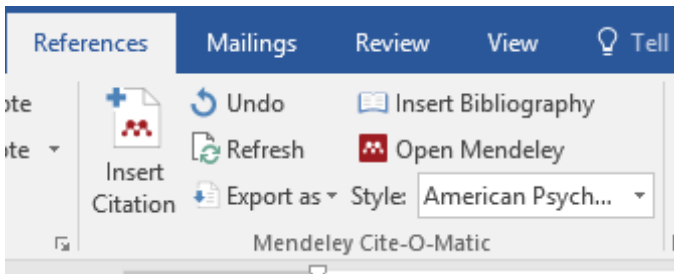 References Mailings Review View Tell
ote Undo Insert Bibliography
ote Refresh Open Mendeley
Insert
Citation Export as Style: American Psych...
Mendeley Cite-O-Matic